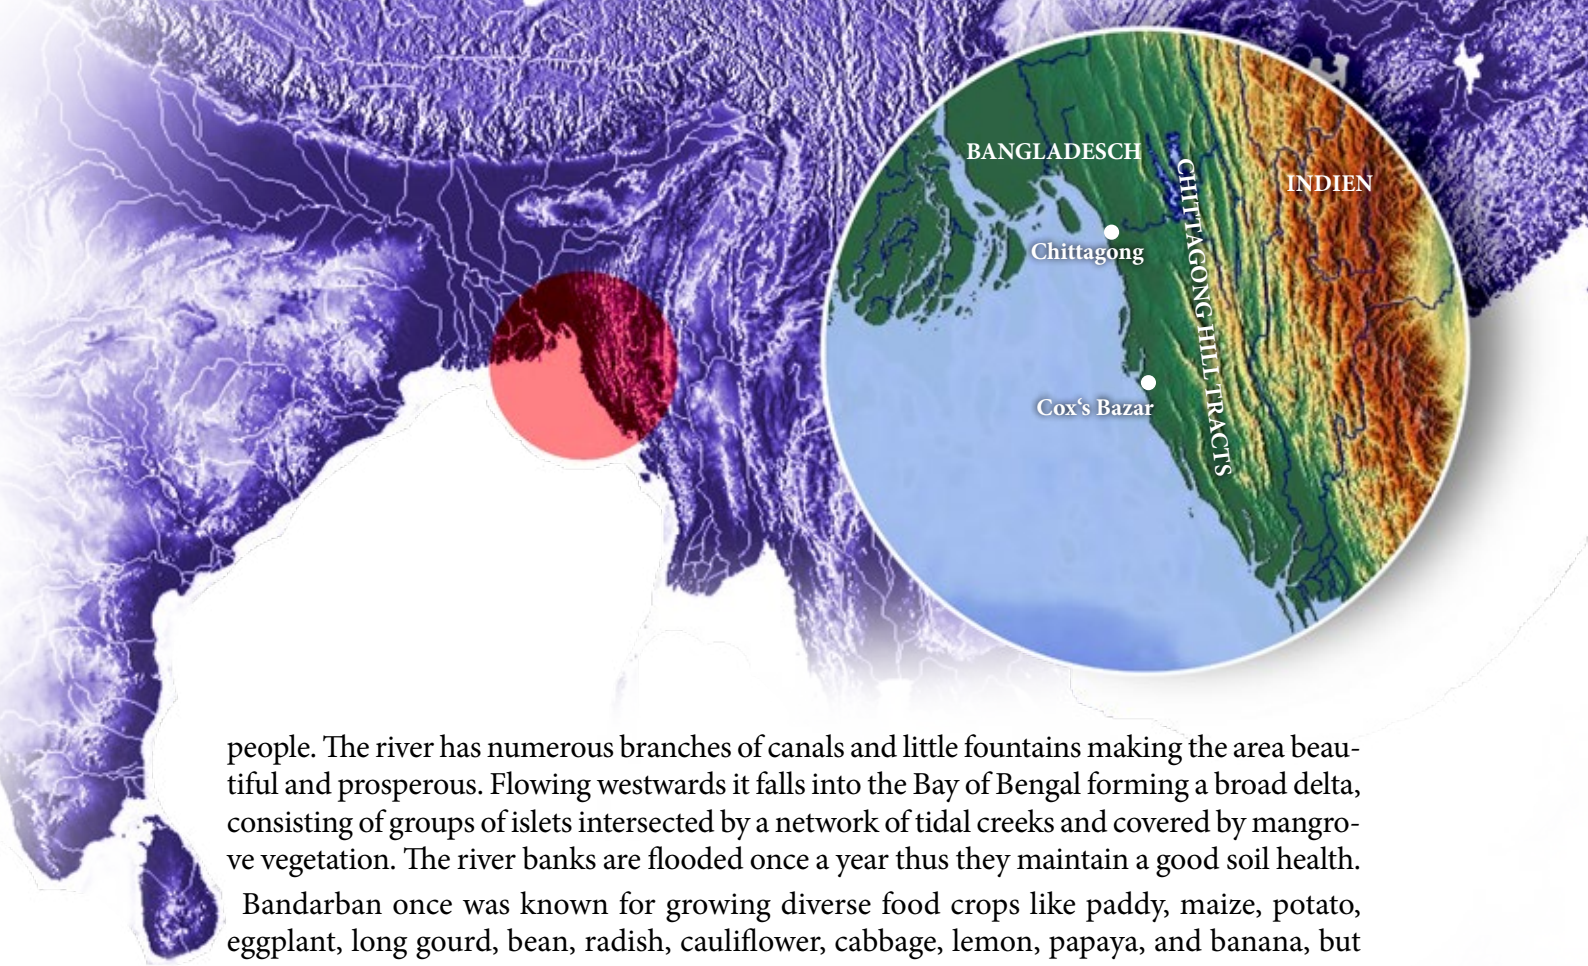 BANGLADESCH
INDIEN
CHITTAGONG HILL TRACTS
Chittagong
Cox‘s Bazar
people. The river has numerous branches of canals and little fountains making the area beau-
tiful and prosperous. Flowing westwards it falls into the Bay of Bengal forming a broad delta,
consisting of groups of islets intersected by a network of tidal creeks and covered by mangro-
ve vegetation. The river banks are flooded once a year thus they maintain a good soil health.
Bandarban once was known for growing diverse food crops like paddy, maize, potato,
eggplant, long gourd, bean, radish, cauliflower, cabbage, lemon, papaya, and banana, but